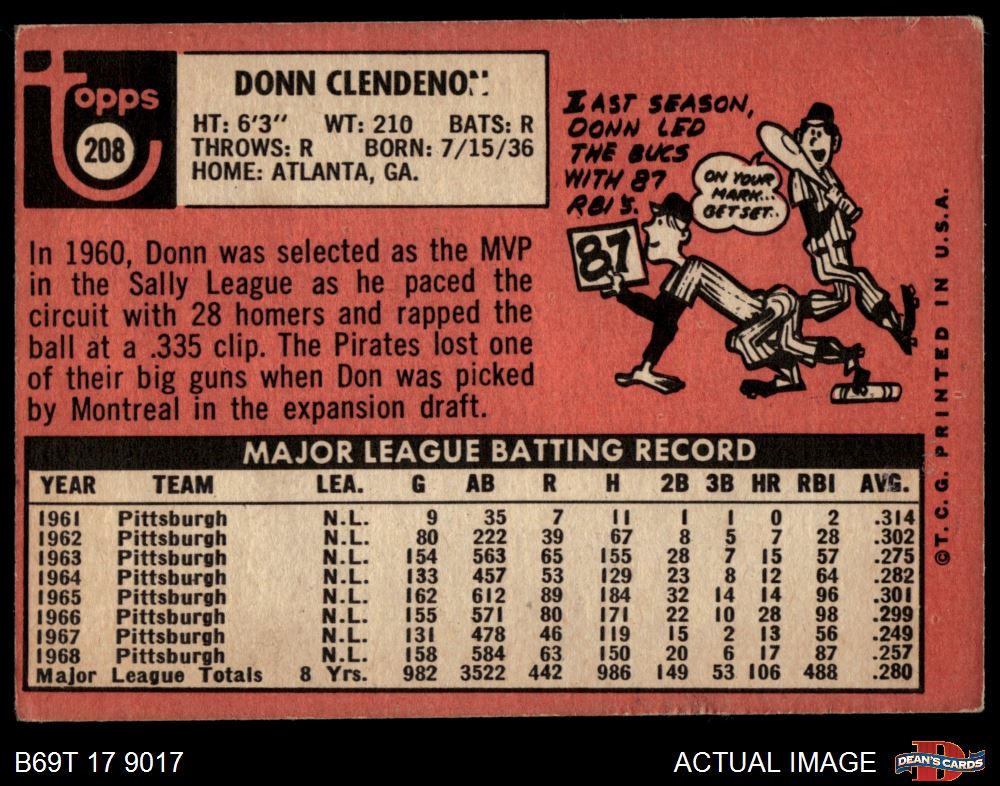 Topps
208
DONN CLENDENO
HT: 6'3" WT: 210 BATS: R
THROWS: R BORN: 7/15/36
HOME: ATLANTA, GA.
In 1960, Donn was selected as the MVP
in the Sally League as he paced the
circuit with 28 homers and rapped the
ball at a .335 clip. The Pirates lost one
of their big guns when Don was picked
by Montreal in the expansion draft.
LAST SEASON,
DONN LED
THE BUCS
WITH 87
RBI'S.
ON YOUR
MARK...
GET SET..
87
©T.C.G. PRINTED IN U.S.A.
MAJOR LEAGUE BATTING RECORD
YEAR TEAM LEA. G AB R H 2B 3B HR RBI AVG.
1961 Pittsburgh N.L. 9 35 7 11 1 1 0 2 .314
1962 Pittsburgh N.L. 80 222 39 67 8 5 7 28 .302
1963 Pittsburgh N.L. 154 563 65 155 28 7 15 57 .275
1964 Pittsburgh N.L. 133 457 53 129 23 8 12 64 .282
1965 Pittsburgh N.L. 162 612 89 184 32 14 14 96 .301
1966 Pittsburgh N.L. 155 571 80 171 22 10 28 98 .299
1967 Pittsburgh N.L. 131 478 46 119 15 2 13 56 .249
1968 Pittsburgh N.L. 158 584 63 150 20 6 17 87 .257
Major League Totals 8 Yrs. 982 3522 442 986 149 53 106 488 .280
B69T 17 9017
ACTUAL IMAGE
DEAN'S CARDS